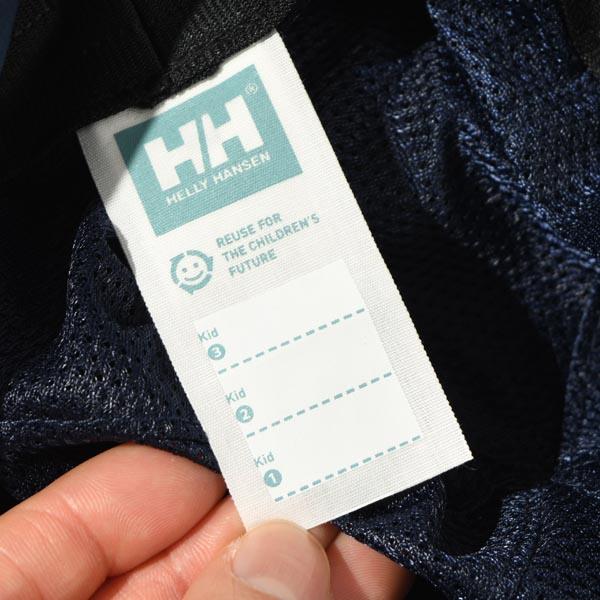 HH®
HELLY HANSEN
REUSE FOR
THE CHILDREN'S
FUTURE
Kid
3
Kid
2
Kid
1